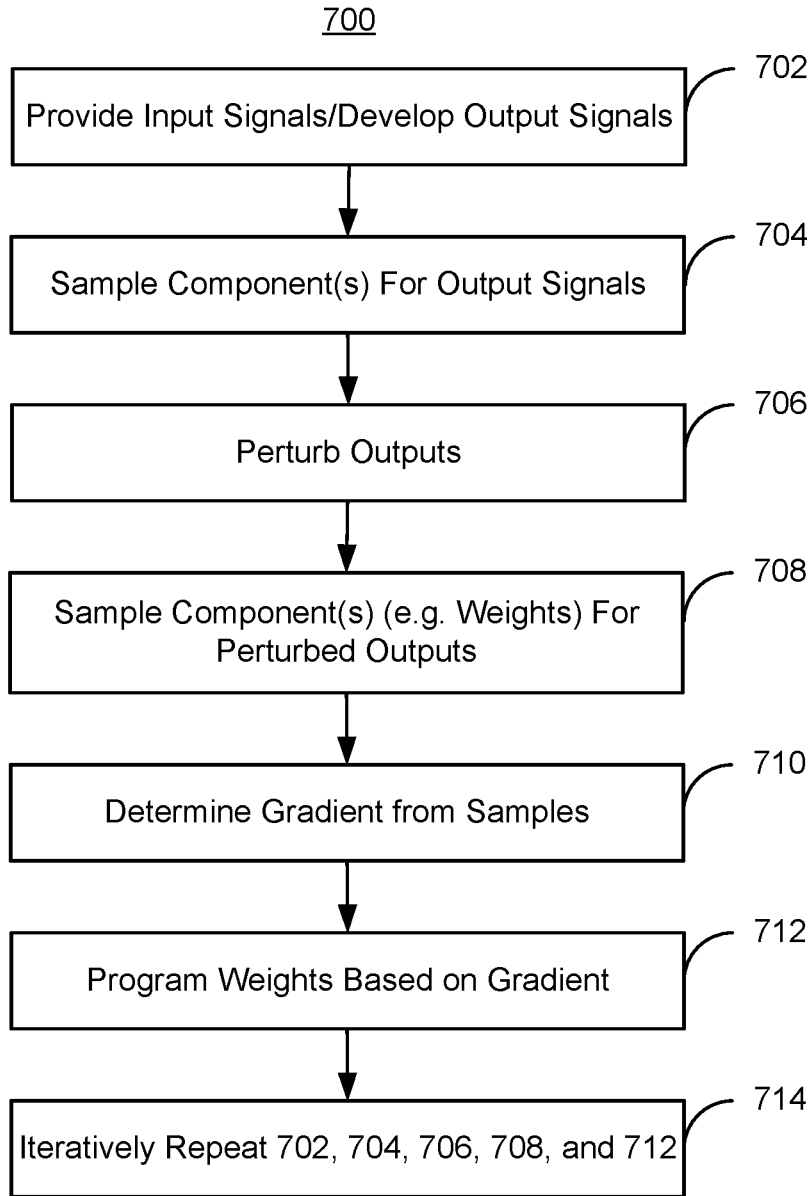 700
702
Provide Input Signals/Develop Output Signals
704
Sample Component(s) For Output Signals
706
Perturb Outputs
708
Sample Component(s) (e.g. Weights) For
Perturbed Outputs
710
Determine Gradient from Samples
712
Program Weights Based on Gradient
714
Iteratively Repeat 702, 704, 706, 708, and 712